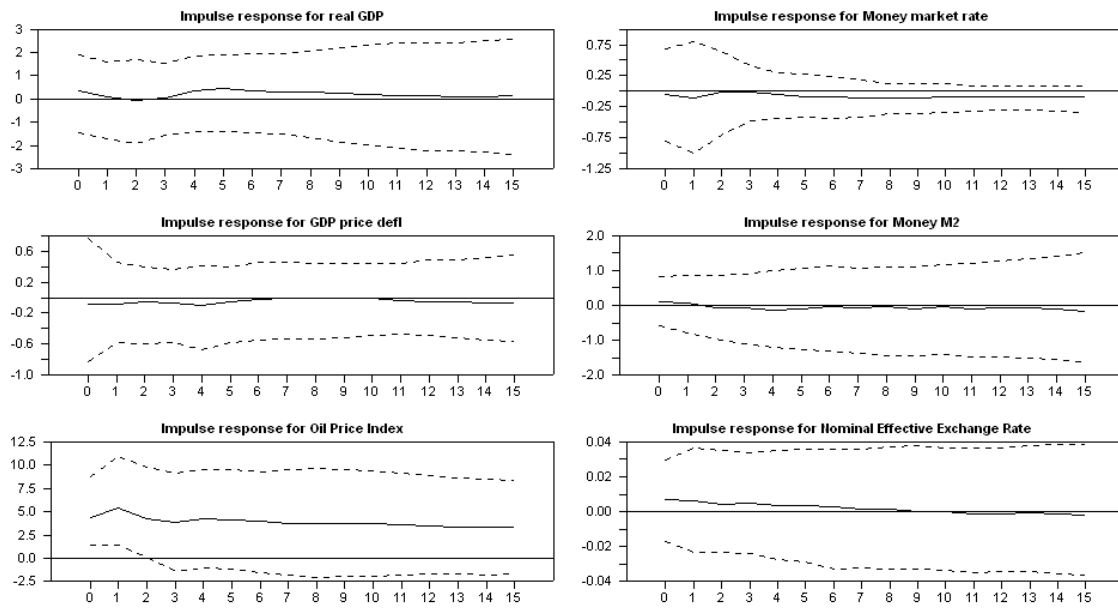 Impulse response for real GDP
3
2
1
0
-1
-2
-3
0 1 2 3 4 5 6 7 8 9 10 11 12 13 14 15
Impulse response for Money market rate
0.75
0.25
-0.25
-0.75
-1.25
0 1 2 3 4 5 6 7 8 9 10 11 12 13 14 15
Impulse response for GDP price defl
0.6
0.2
-0.2
-0.6
-1.0
0 1 2 3 4 5 6 7 8 9 10 11 12 13 14 15
Impulse response for Money M2
2.0
1.0
0.0
-1.0
-2.0
0 1 2 3 4 5 6 7 8 9 10 11 12 13 14 15
Impulse response for Oil Price Index
12.5
10.0
7.5
5.0
2.5
0.0
-2.5
0 1 2 3 4 5 6 7 8 9 10 11 12 13 14 15
Impulse response for Nominal Effective Exchange Rate
0.04
0.02
0.00
-0.02
-0.04
0 1 2 3 4 5 6 7 8 9 10 11 12 13 14 15